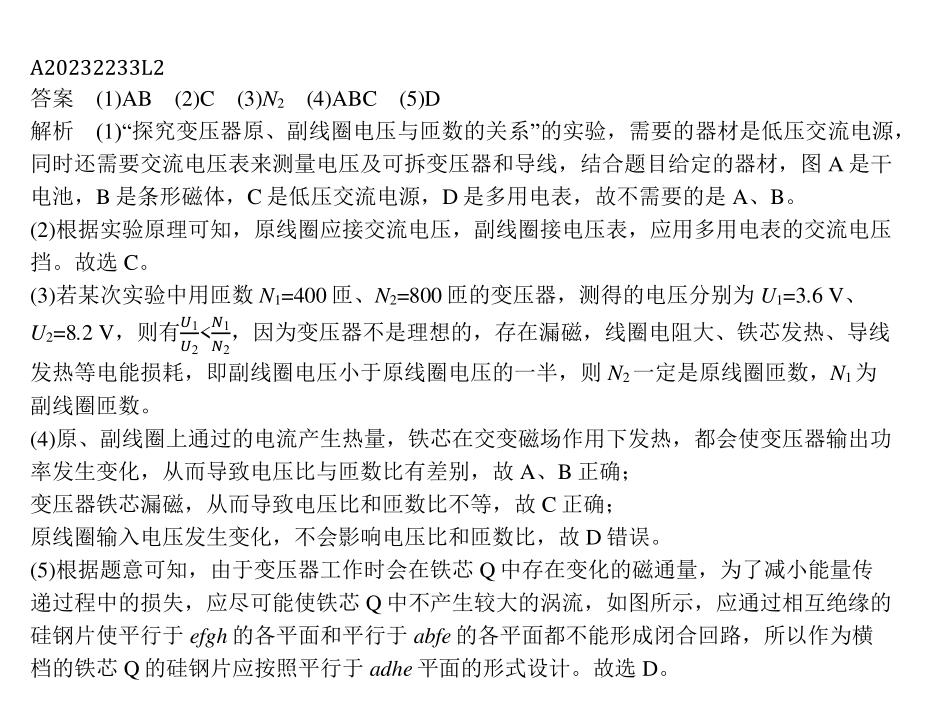 A20232233L2
答案　(1)AB　(2)C　(3)N₂　(4)ABC　(5)D
解析　(1)“探究变压器原、副线圈电压与匝数的关系”的实验，需要的器材是低压交流电源，
同时还需要交流电压表来测量电压及可拆变压器和导线，结合题目给定的器材，图 A 是干
电池，B 是条形磁体，C 是低压交流电源，D 是多用电表，故不需要的是 A、B。
(2)根据实验原理可知，原线圈应接交流电压，副线圈接电压表，应用多用电表的交流电压
挡。故选 C。
(3)若某次实验中用匝数 N₁=400 匝、N₂=800 匝的变压器，测得的电压分别为 U₁=3.6 V、
U₂=8.2 V，则有U₁/U₂<N₁/N₂，因为变压器不是理想的，存在漏磁，线圈电阻大、铁芯发热、导线
发热等电能损耗，即副线圈电压小于原线圈电压的一半，则 N₂一定是原线圈匝数，N₁为
副线圈匝数。
(4)原、副线圈上通过的电流产生热量，铁芯在交变磁场作用下发热，都会使变压器输出功
率发生变化，从而导致电压比与匝数比有差别，故 A、B 正确；
变压器铁芯漏磁，从而导致电压比和匝数比不等，故 C 正确；
原线圈输入电压发生变化，不会影响电压比和匝数比，故 D 错误。
(5)根据题意可知，由于变压器工作时会在铁芯 Q 中存在变化的磁通量，为了减小能量传
递过程中的损失，应尽可能使铁芯 Q 中不产生较大的涡流，如图所示，应通过相互绝缘的
硅钢片使平行于 efgh 的各平面和平行于 abfe 的各平面都不能形成闭合回路，所以作为横
档的铁芯 Q 的硅钢片应按照平行于 adhe 平面的形式设计。故选 D。